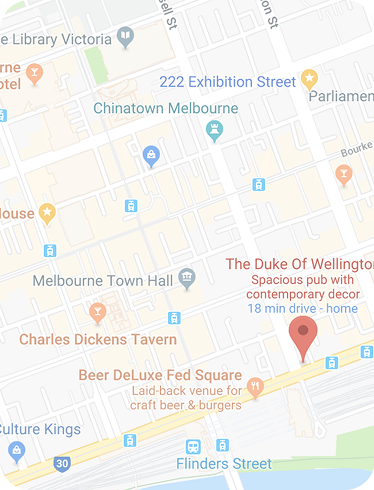 ell St
on St
e Library Victoria
rne
otel
222 Exhibition Street
Parliamen
Chinatown Melbourne
Bourke
House
The Duke Of Wellington
Spacious pub with
contemporary decor
18 min drive - home
Melbourne Town Hall
Charles Dickens Tavern
Beer DeLuxe Fed Square
Laid-back venue for
craft beer & burgers
Culture Kings
30
Flinders Street